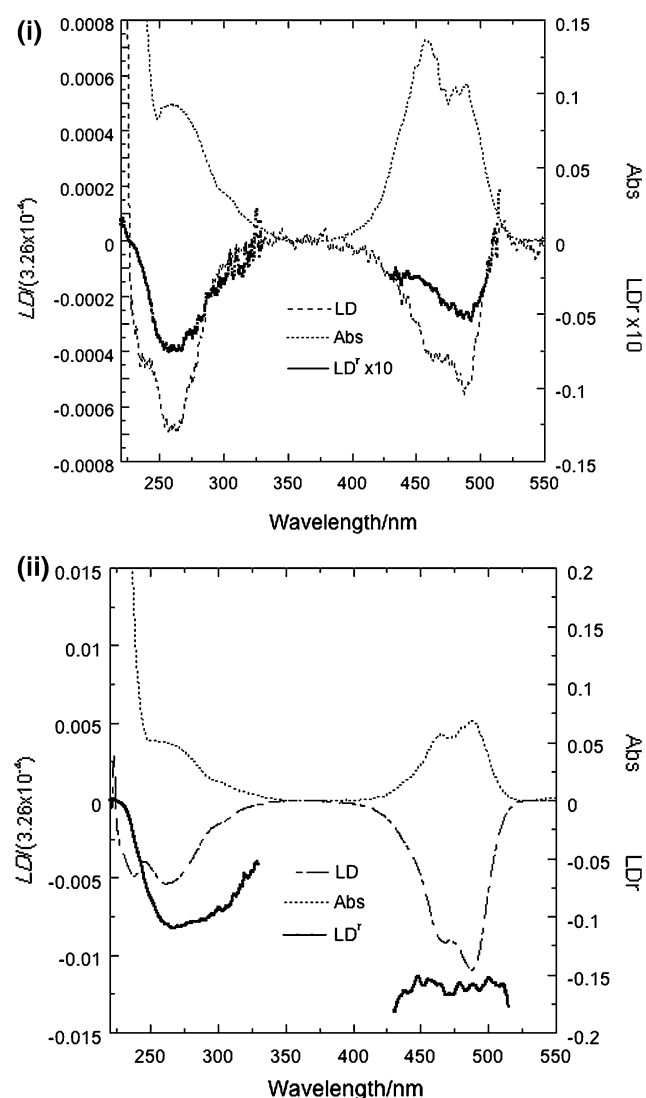 (i)
0.0008
0.0006
0.0004
0.0002
0
-0.0002
-0.0004
-0.0006
-0.0008
LD/(3.26x10⁻⁴)
0.15
0.1
0.05
0
-0.05
-0.1
-0.15
Abs
LDr x10
LD
Abs
LDʳ x10
250 300 350 400 450 500 550
Wavelength/nm
(ii)
0.015
0.01
0.005
0
-0.005
-0.01
-0.015
LD/(3.26x10⁻⁴)
0.2
0.15
0.1
0.05
0
-0.05
-0.1
-0.15
-0.2
Abs
LDr
LD
Abs
LDʳ
250 300 350 400 450 500 550
Wavelength/nm